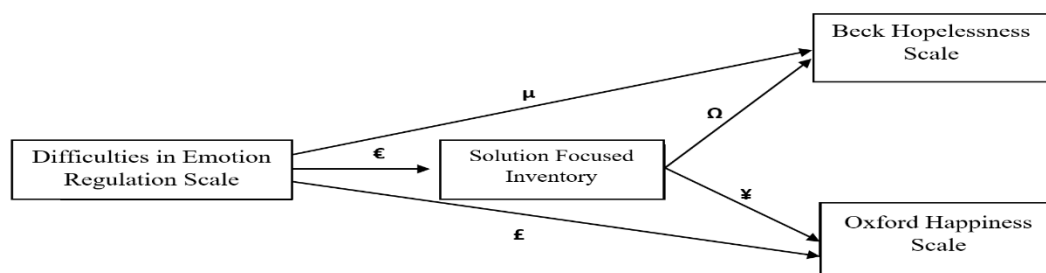 Beck Hopelessness
Scale
μ
Ω
Difficulties in Emotion
Regulation Scale
€
Solution Focused
Inventory
¥
£
Oxford Happiness
Scale